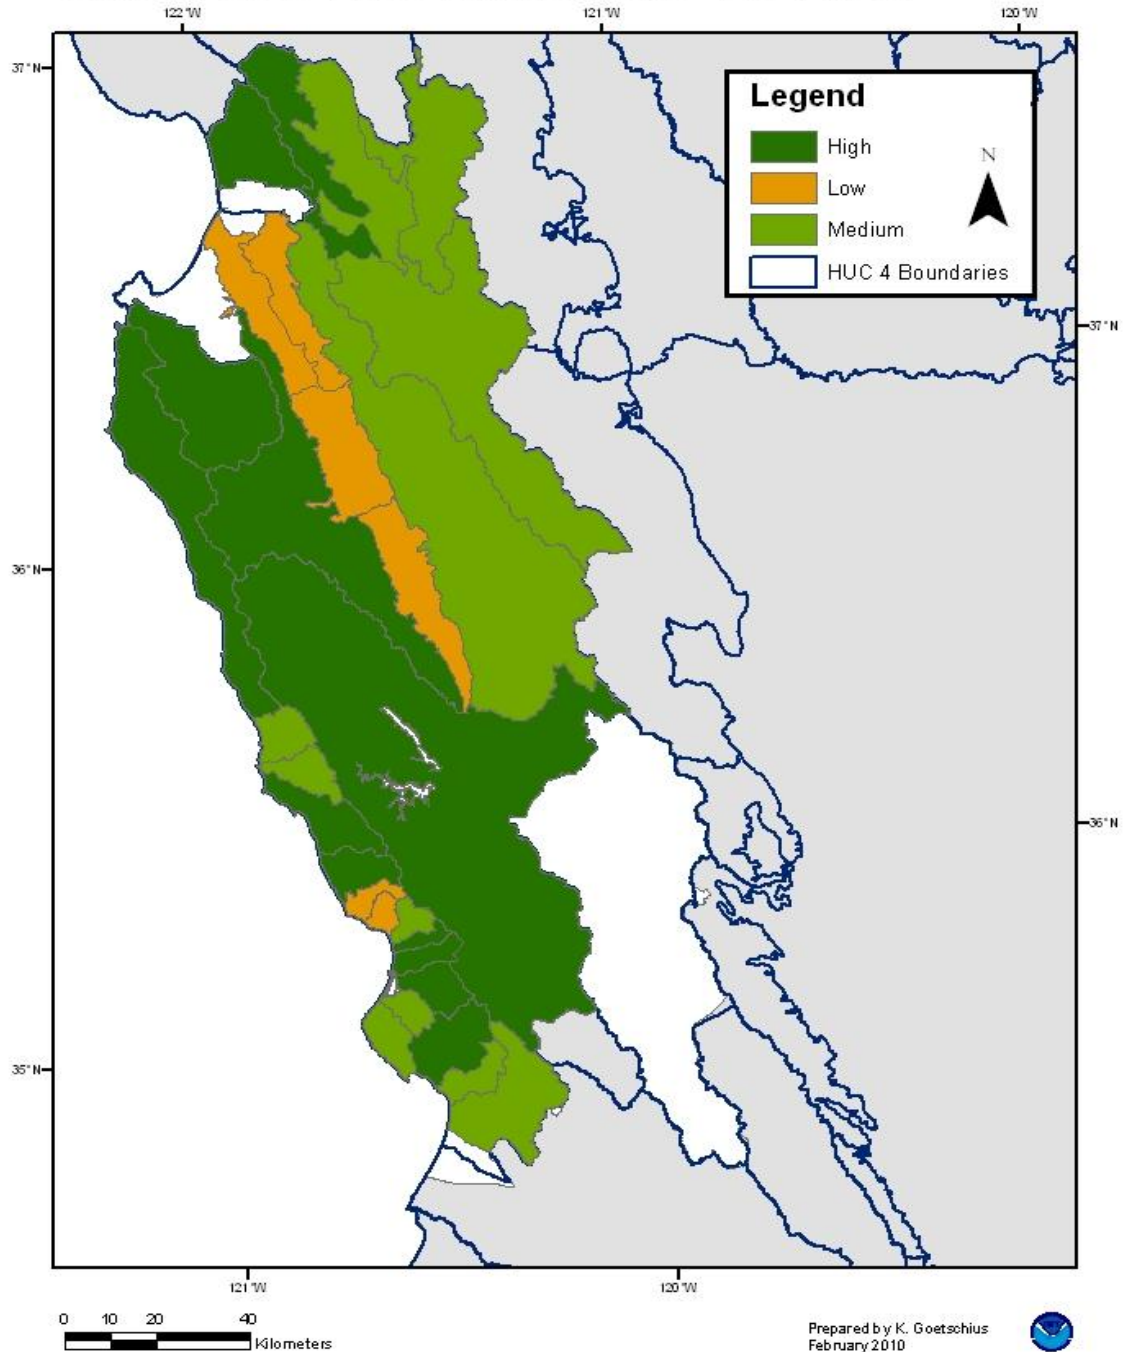 122°W 121°W 120°W
37°N
Legend
High
N
Low
Medium
HUC 4 Boundaries
37°N
36°N
36°N
35°N
121°W 120°W
0 10 20 40
Kilometers
Prepared by K. Goetschius
February 2010